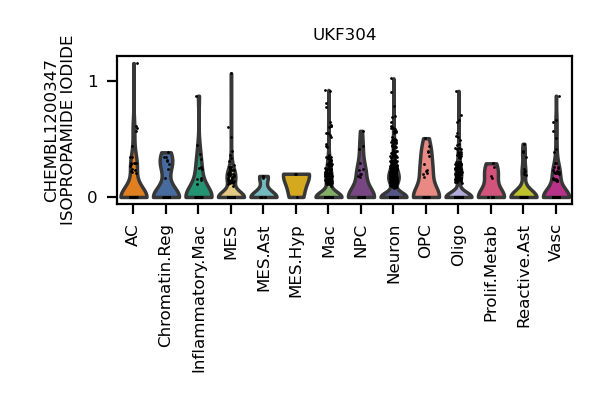 UKF304
CHEMBL1200347
ISOPROPAMIDE IODIDE
1
0
AC
Chromatin.Reg
Inflammatory.Mac
MES
MES.Ast
MES.Hyp
Mac
NPC
Neuron
OPC
Oligo
Prolif.Metab
Reactive.Ast
Vasc